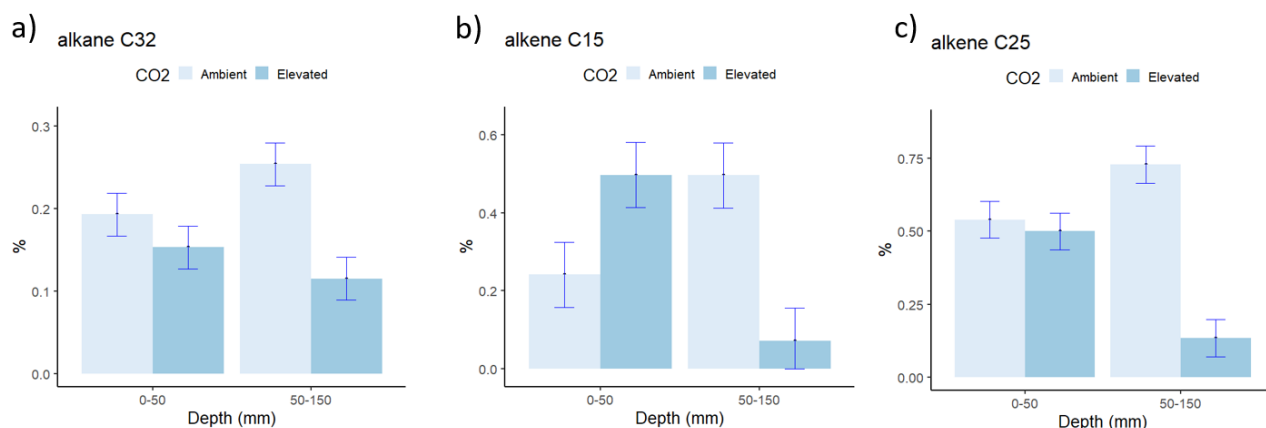 a)
alkane C32
CO2 Ambient Elevated
0.3
0.2
0.1
0.0
%
0-50 50-150
Depth (mm)
b)
alkene C15
CO2 Ambient Elevated
0.6
0.4
0.2
0.0
%
0-50 50-150
Depth (mm)
c)
alkene C25
CO2 Ambient Elevated
0.75
0.50
0.25
0.00
%
0-50 50-150
Depth (mm)